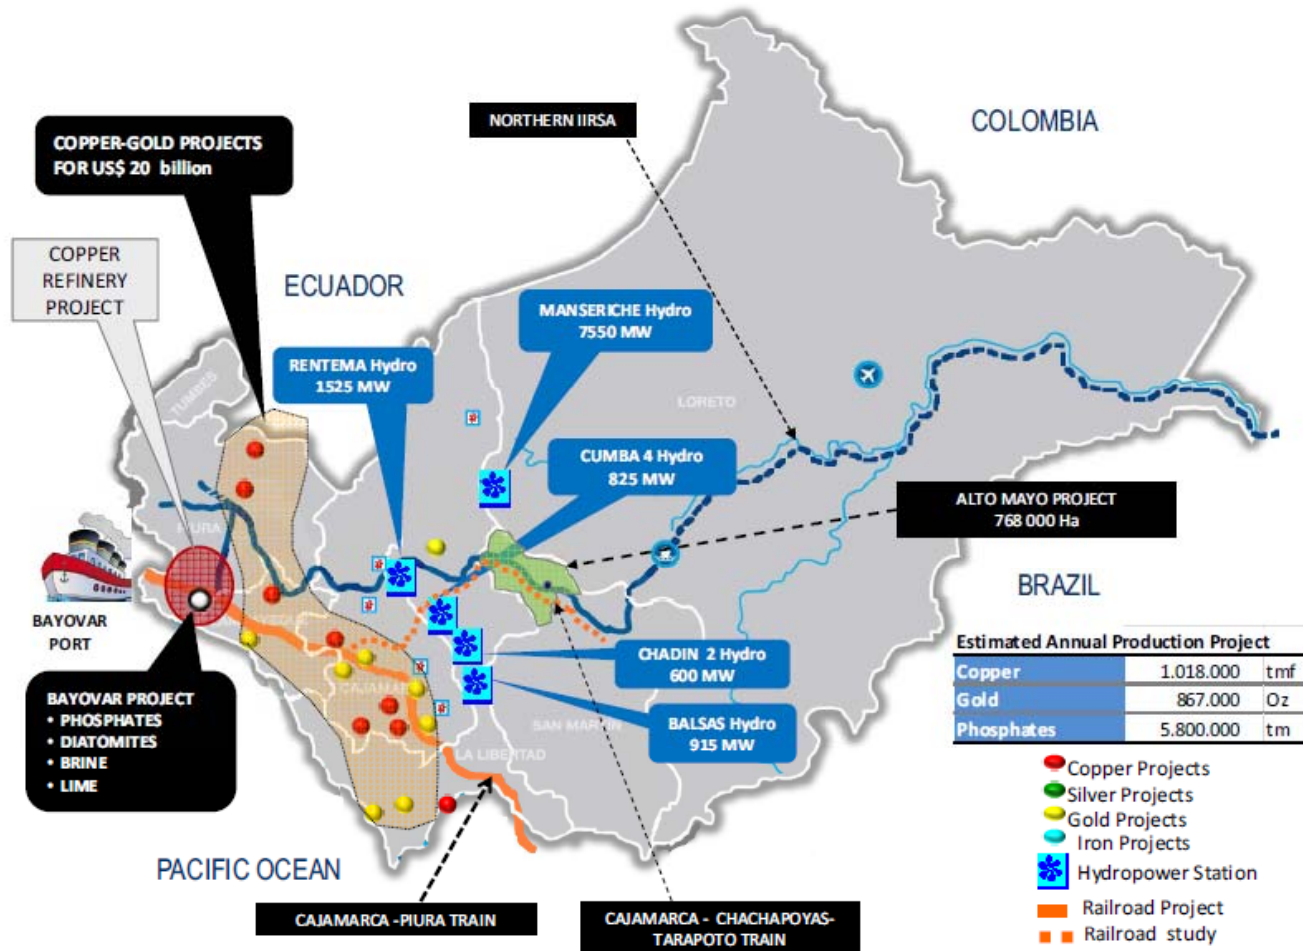 NORTHERN IIRSA
COLOMBIA
COPPER-GOLD PROJECTS
FOR US$ 20 billion
COPPER
REFINERY
PROJECT
ECUADOR
MANSERICHE Hydro
7550 MW
RENTEMA Hydro
1525 MW
TUMBES
LORETO
CUMBA 4 Hydro
825 MW
ALTO MAYO PROJECT
768 000 Ha
PIURA
BRAZIL
BAYOVAR
PORT
Estimated Annual Production Project
Copper 1.018.000 tmf
Gold 867.000 Oz
Phosphates 5.800.000 tm
CHADIN 2 Hydro
600 MW
BAYOVAR PROJECT
• PHOSPHATES
• DIATOMITES
• BRINE
• LIME
BALSAS Hydro
915 MW
SAN MARTIN
LA LIBERTAD
Copper Projects
Silver Projects
Gold Projects
Iron Projects
Hydropower Station
Railroad Project
Railroad study
PACIFIC OCEAN
CAJAMARCA -PIURA TRAIN
CAJAMARCA - CHACHAPOYAS-
TARAPOTO TRAIN